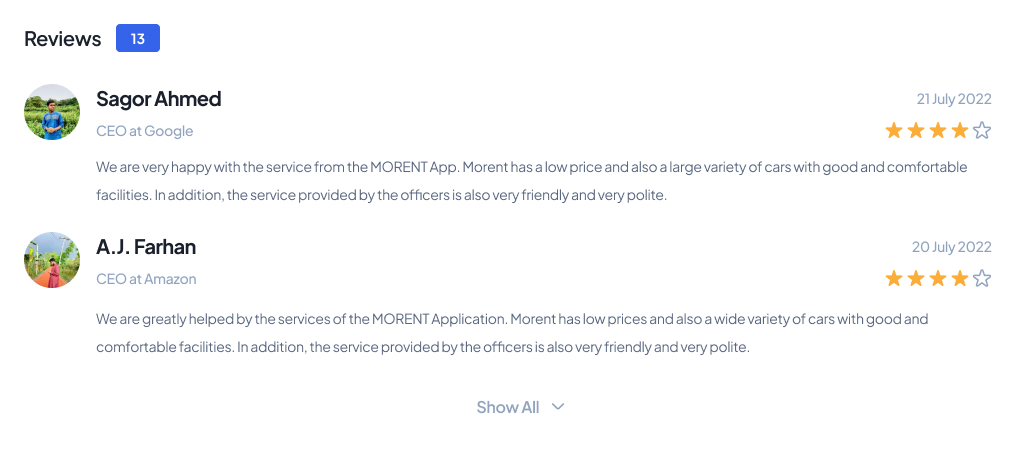 Reviews 13
Sagor Ahmed
21 July 2022
CEO at Google
We are very happy with the service from the MORENT App. Morent has a low price and also a large variety of cars with good and comfortable
facilities. In addition, the service provided by the officers is also very friendly and very polite.
A.J. Farhan
20 July 2022
CEO at Amazon
We are greatly helped by the services of the MORENT Application. Morent has low prices and also a wide variety of cars with good and
comfortable facilities. In addition, the service provided by the officers is also very friendly and very polite.
Show All